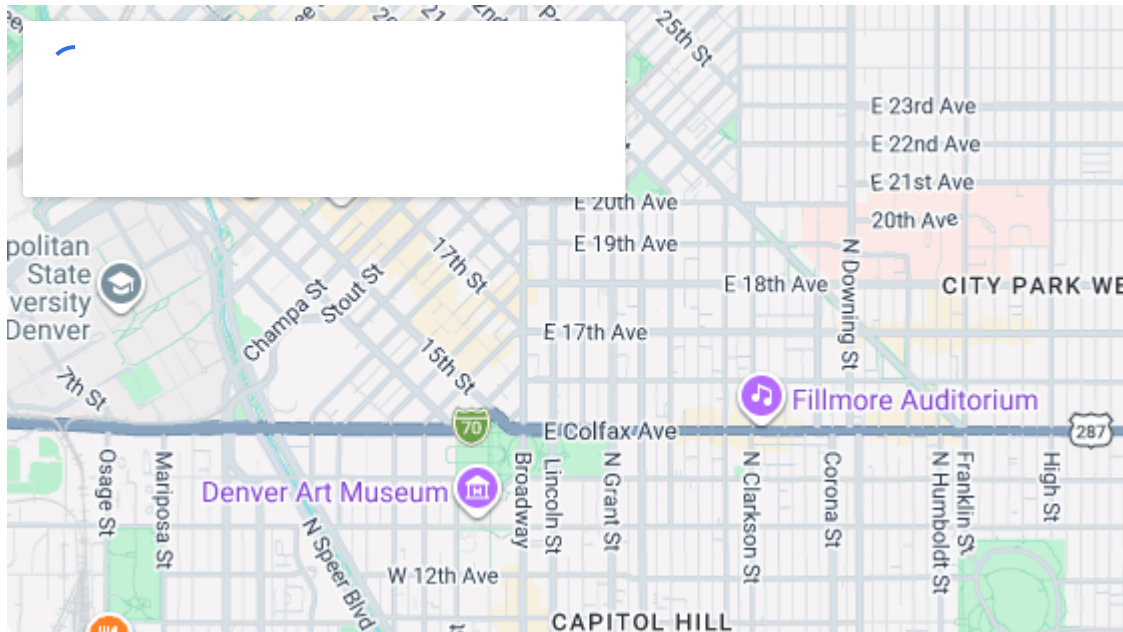 25th St
E 23rd Ave
E 22nd Ave
E 21st Ave
E 20th Ave
20th Ave
E 19th Ave
politan
State
versity
Denver
17th St
N Downing St
E 18th Ave
CITY PARK WE
Champa St
Stout St
E 17th Ave
15th St
7th St
Fillmore Auditorium
70
E Colfax Ave
287
Osage St
Mariposa St
Denver Art Museum
Broadway
Lincoln St
N Grant St
N Clarkson St
Corona St
N Humboldt St
Franklin St
High St
N Speer Blvd
W 12th Ave
CAPITOL HILL